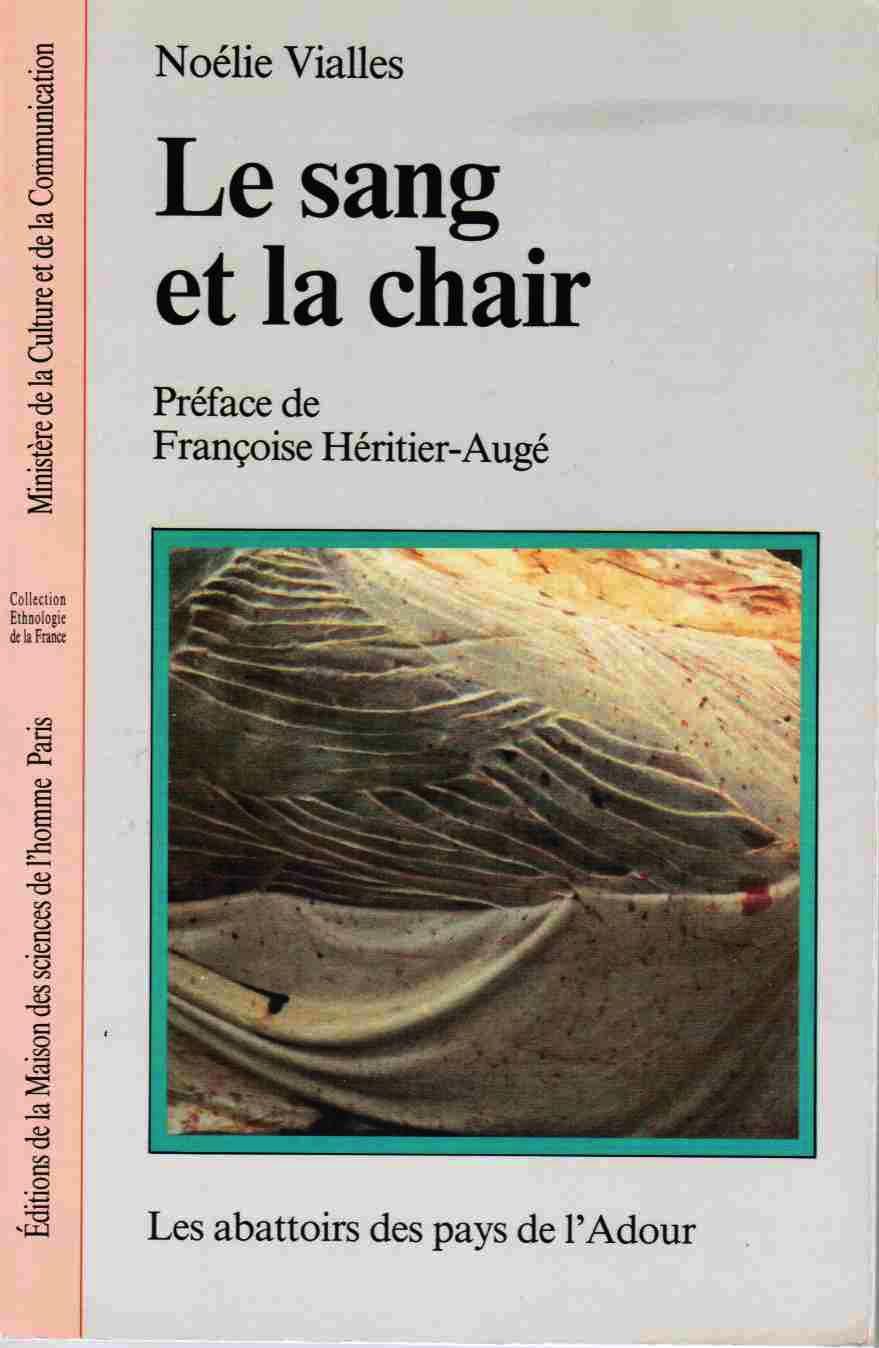 Noélie Vialles
Le sang
et la chair
Préface de
Françoise Héritier-Augé
Les abattoirs des pays de l'Adour
Ministère de la Culture et de la Communication
Collection
Ethnologie
de la France
Éditions de la Maison des sciences de l'homme Paris